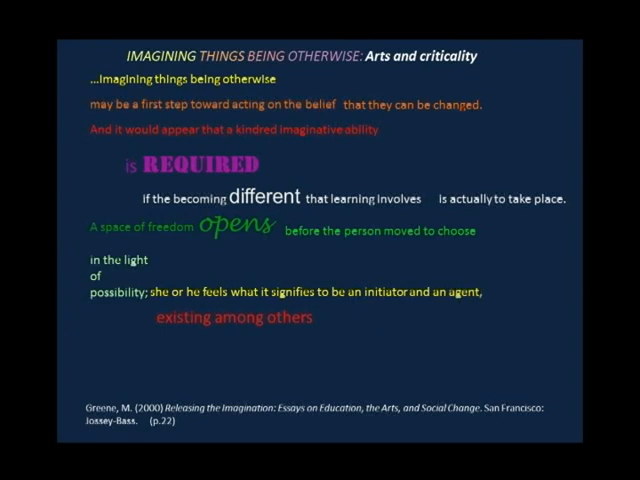 IMAGINING THINGS BEING OTHERWISE: Arts and criticality
...Imagining things being otherwise
may be a first step toward acting on the belief that they can be changed.
And it would appear that a kindred imaginative ability
is REQUIRED
if the becoming different that learning involves is actually to take place.
A space of freedom opens before the person moved to choose
in the light
of
possibility; she or he feels what it signifies to be an initiator and an agent,
existing among others
Greene, M. (2000) Releasing the Imagination: Essays on Education, the Arts, and Social Change. San Francisco:
Jossey-Bass. (p.22)